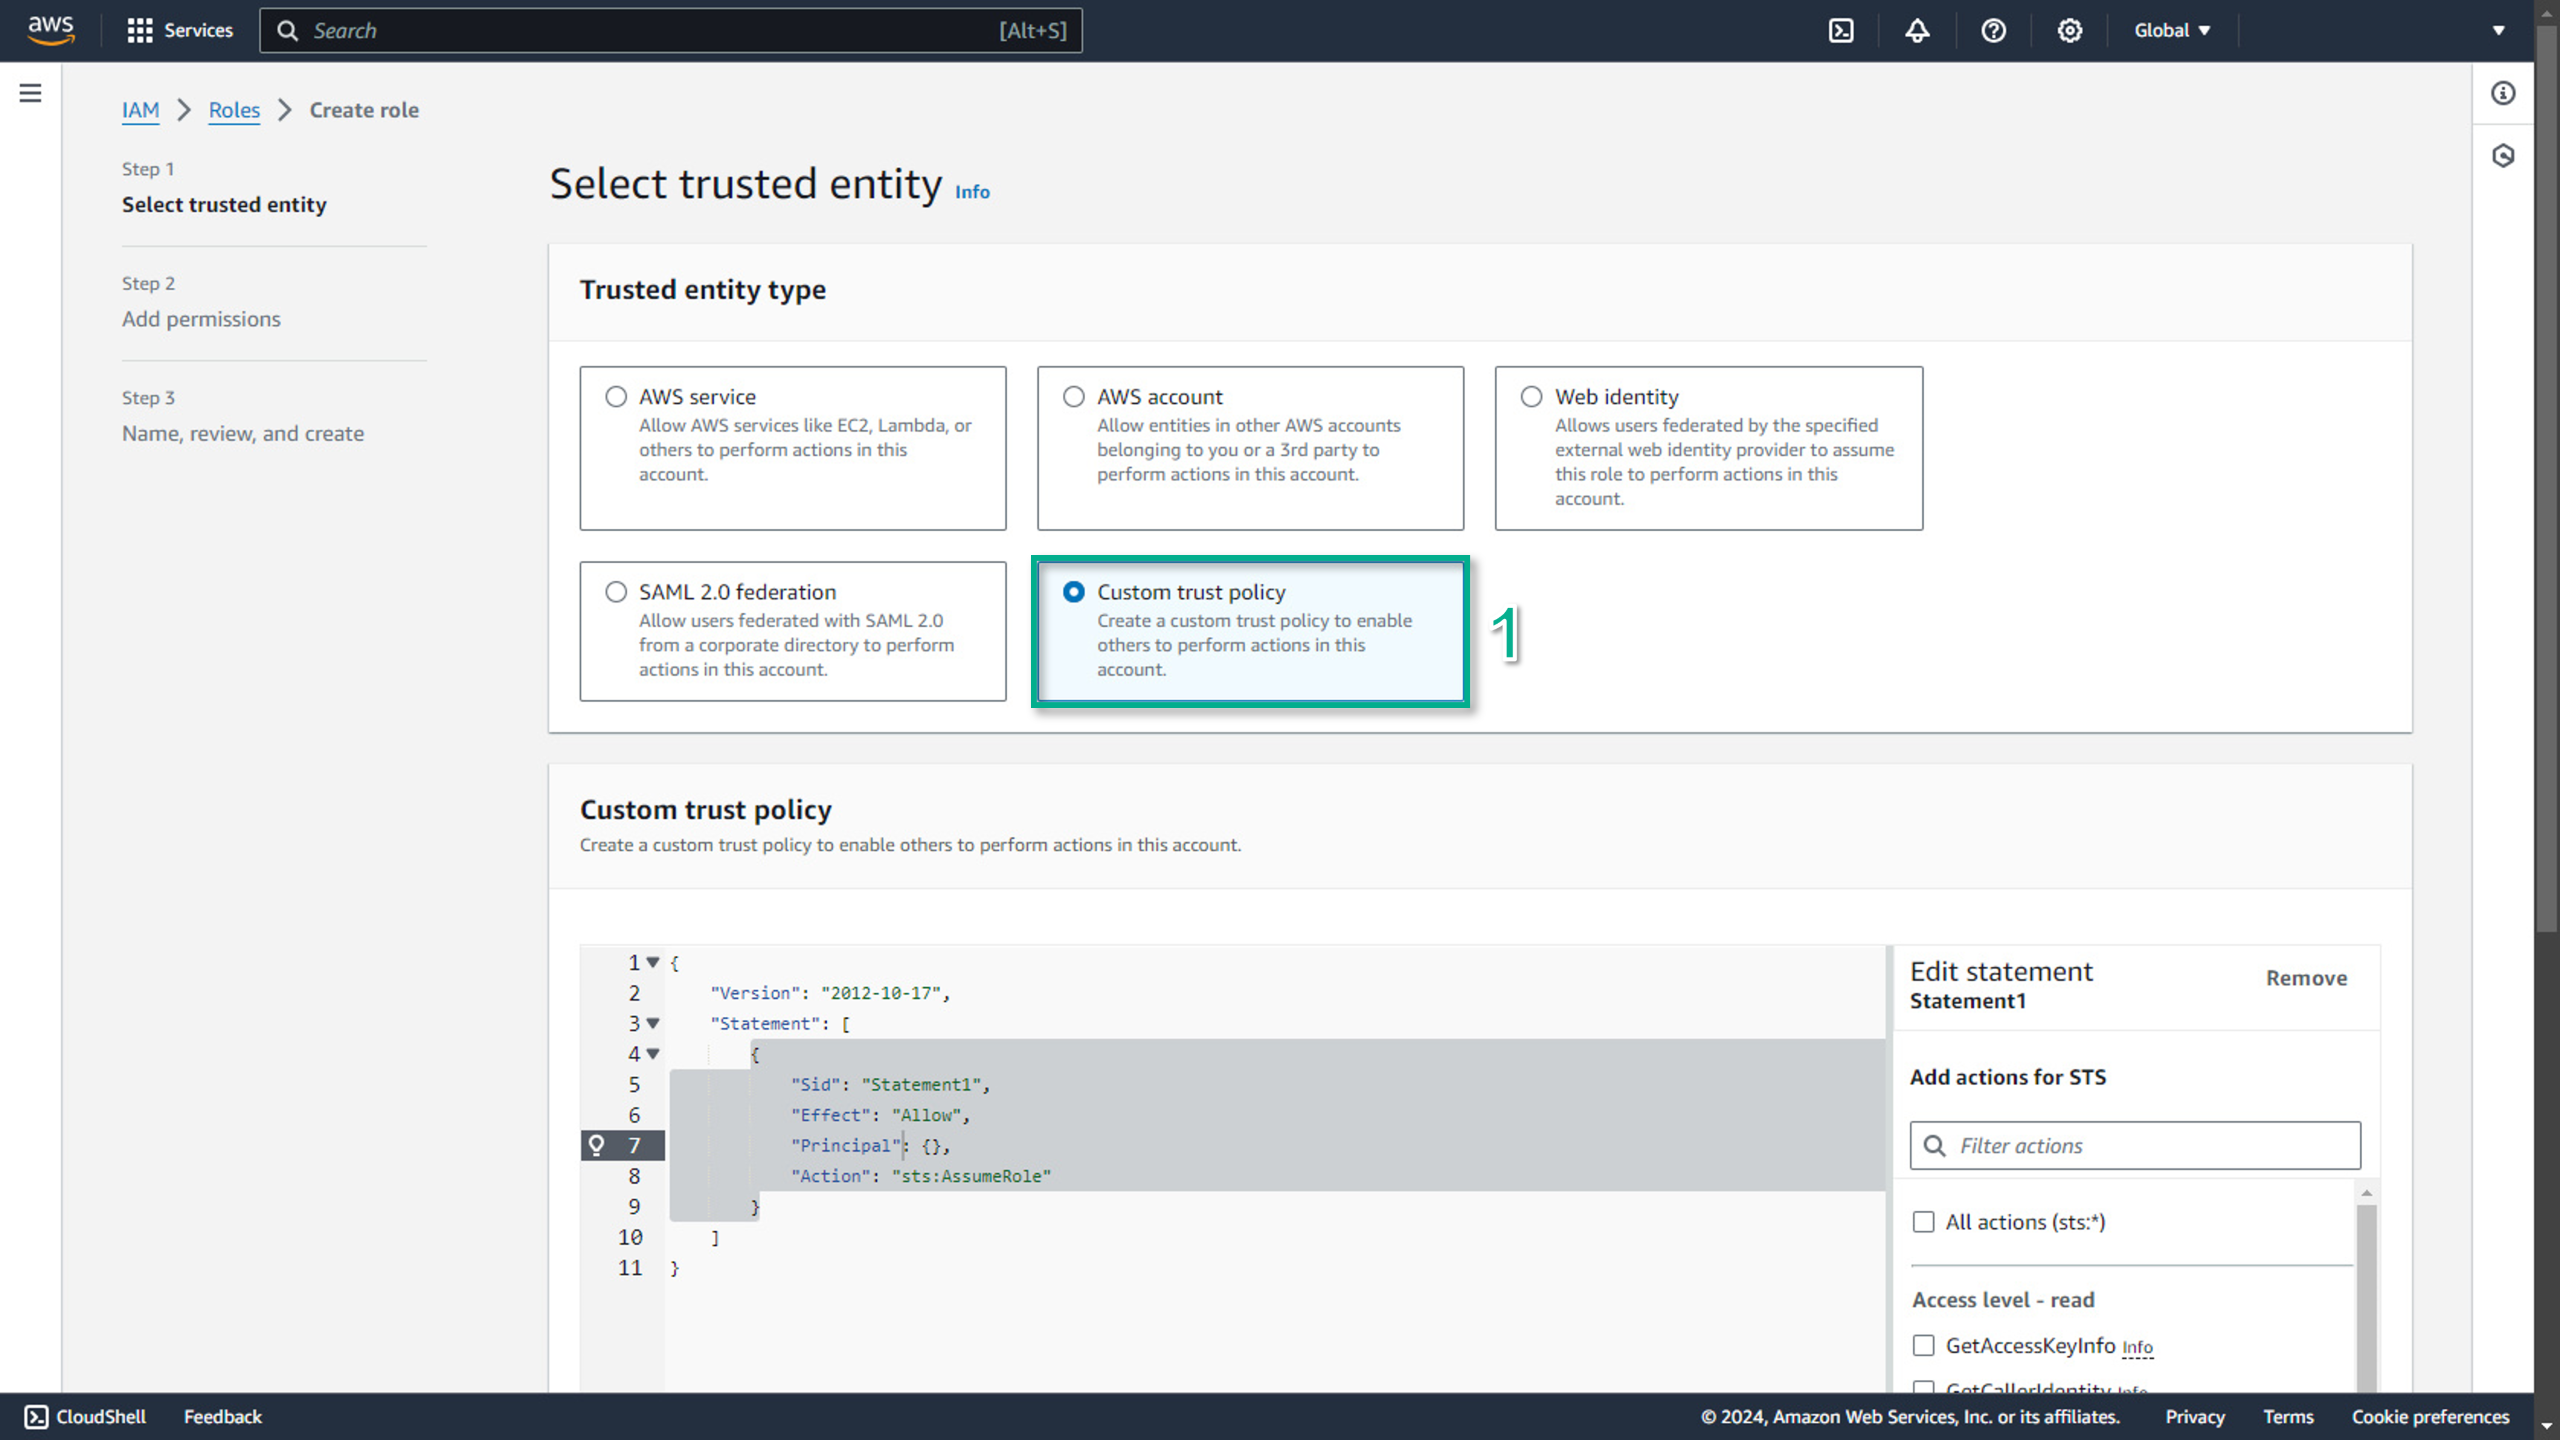 aws
Services
Search
[Alt+S]
Global
IAM
Roles
Create role
Step 1
Select trusted entity
Step 2
Add permissions
Step 3
Name, review, and create
Select trusted entity Info
Trusted entity type
AWS service
Allow AWS services like EC2, Lambda, or
others to perform actions in this
account.
AWS account
Allow entities in other AWS accounts
belonging to you or a 3rd party to
perform actions in this account.
Web identity
Allows users federated by the specified
external web identity provider to assume
this role to perform actions in this
account.
SAML 2.0 federation
Allow users federated with SAML 2.0
from a corporate directory to perform
actions in this account.
Custom trust policy
Create a custom trust policy to enable
others to perform actions in this
account.
1
Custom trust policy
Create a custom trust policy to enable others to perform actions in this account.
1 {
2 "Version": "2012-10-17",
3 "Statement": [
4 {
5 "Sid": "Statement1",
6 "Effect": "Allow",
7 "Principal": {},
8 "Action": "sts:AssumeRole"
9 }
10 ]
11 }
Edit statement
Remove
Statement1
Add actions for STS
Filter actions
All actions (sts:*)
Access level - read
GetAccessKeyInfo Info
GetCallerIdentity Info
CloudShell
Feedback
© 2024, Amazon Web Services, Inc. or its affiliates.
Privacy
Terms
Cookie preferences